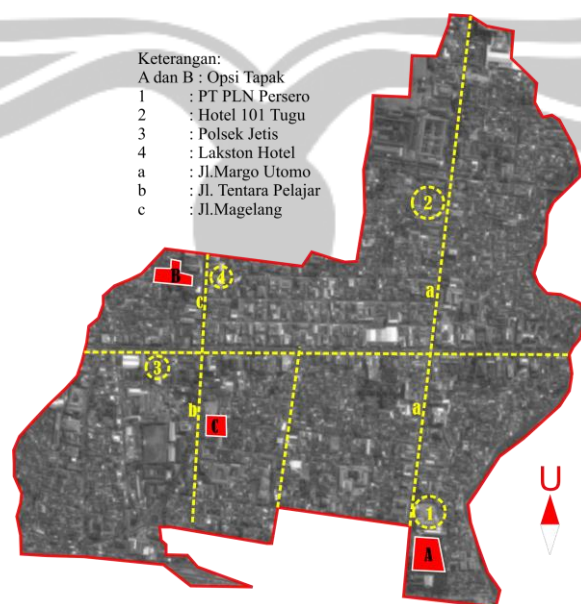 Keterangan:
A dan B : Opsi Tapak
1 : PT PLN Persero
2 : Hotel 101 Tugu
3 : Polsek Jetis
4 : Lakston Hotel
a : Jl.Margo Utomo
b : Jl. Tentara Pelajar
c : Jl.Magelang
2
B
4
c
a
3
b
C
a
U
1
A